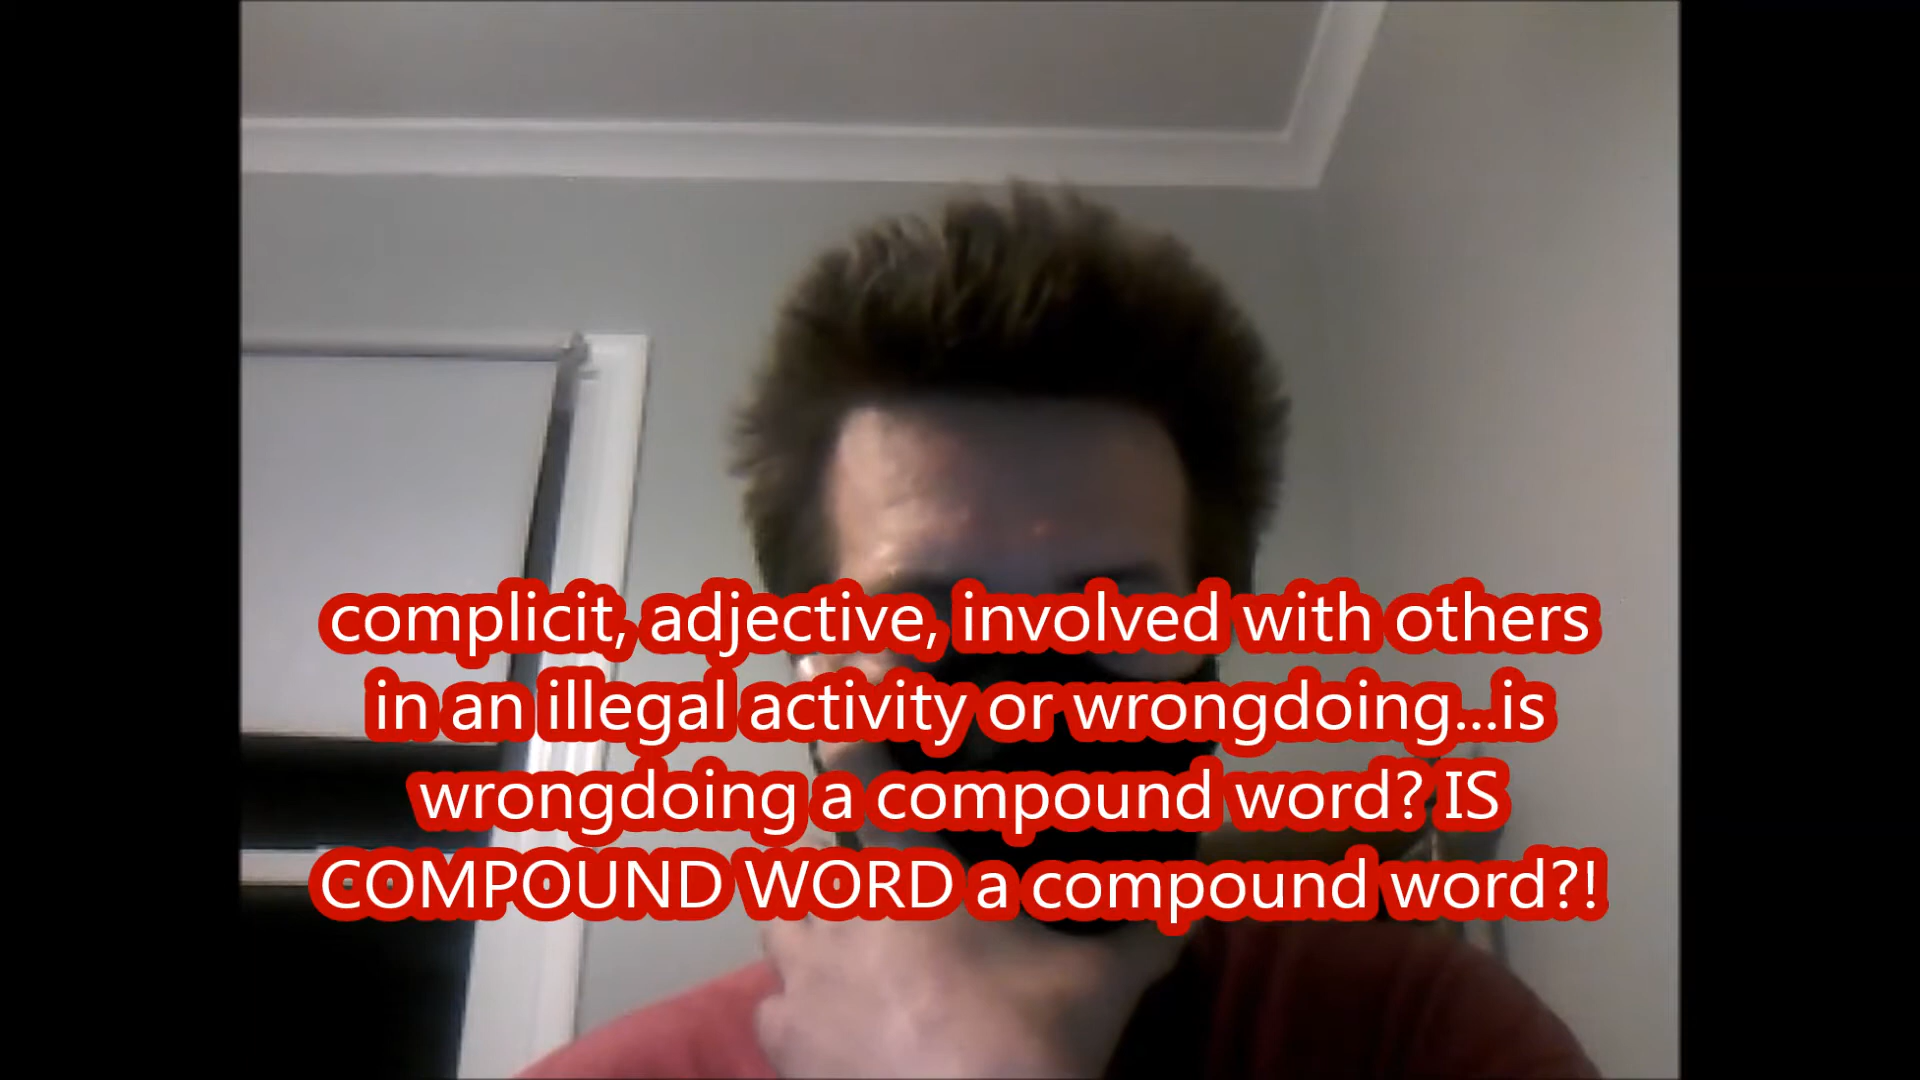 complicit, adjective, involved with others
in an illegal activity or wrongdoing...is
wrongdoing a compound word? IS
COMPOUND WORD a compound word?!